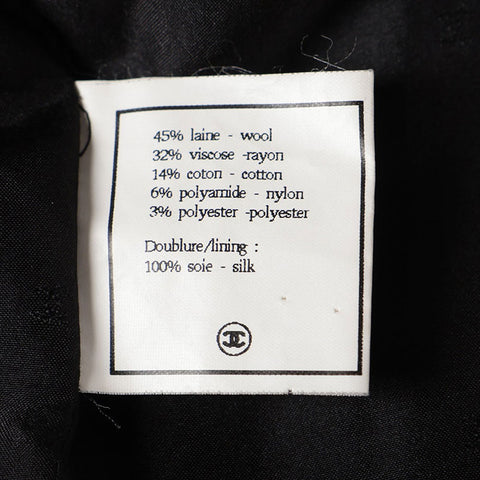 45% laine - wool
32% viscose -rayon
14% coton - cotton
6% polyamide - nylon
3% polyester -polyester
Doublure/lining :
100% soie - silk